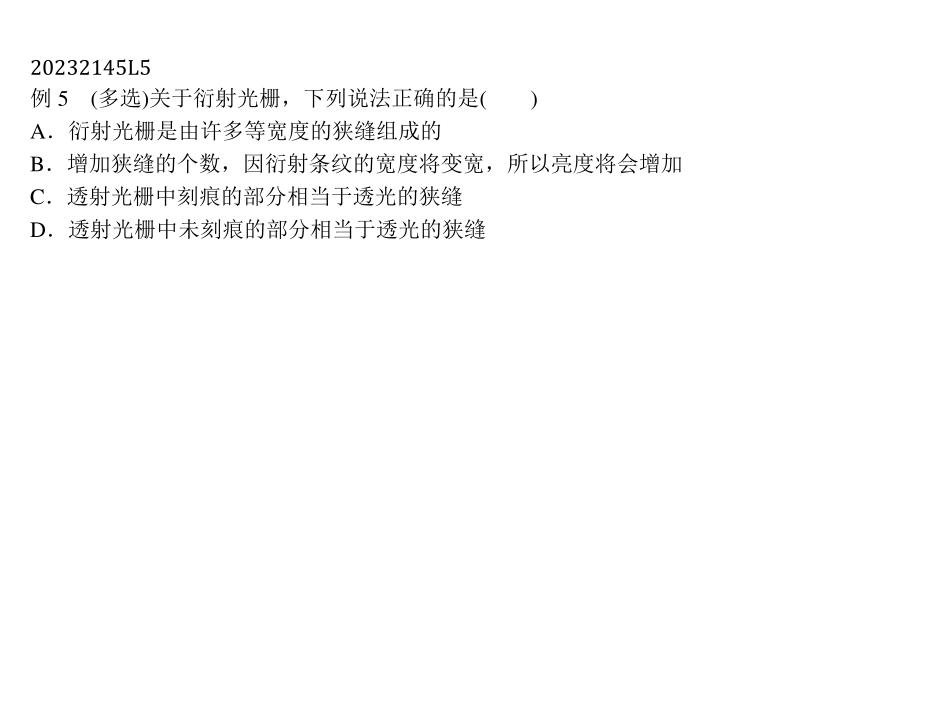 20232145L5
例 5　(多选)关于衍射光栅，下列说法正确的是(　　)
A．衍射光栅是由许多等宽度的狭缝组成的
B．增加狭缝的个数，因衍射条纹的宽度将变宽，所以亮度将会增加
C．透射光栅中刻痕的部分相当于透光的狭缝
D．透射光栅中未刻痕的部分相当于透光的狭缝